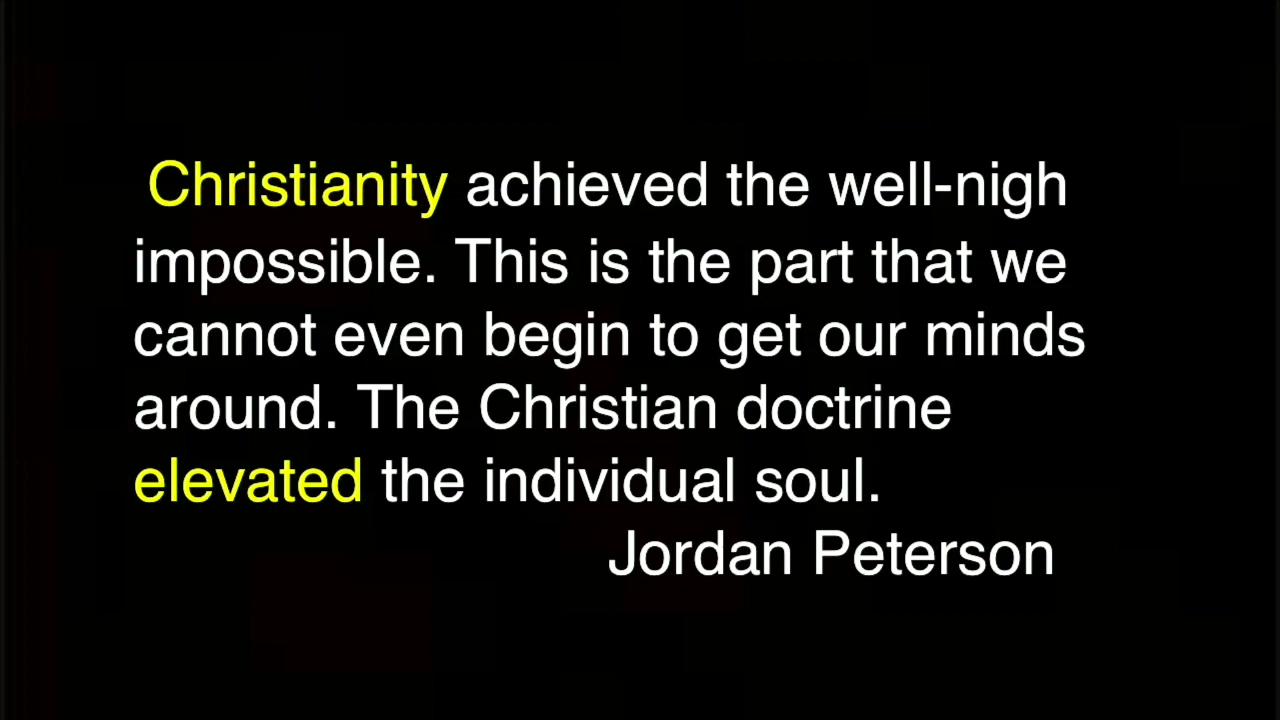 Christianity achieved the well-nigh
impossible. This is the part that we
cannot even begin to get our minds
around. The Christian doctrine
elevated the individual soul.
Jordan Peterson